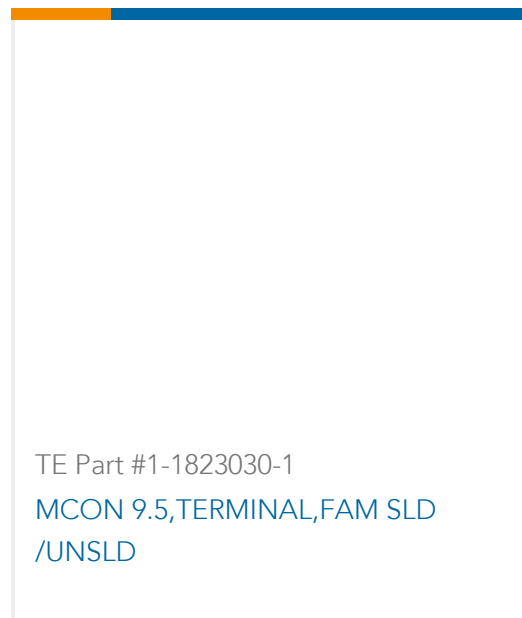 TE Part #1-1823030-1
MCON 9.5,TERMINAL,FAM SLD
/UNSLD